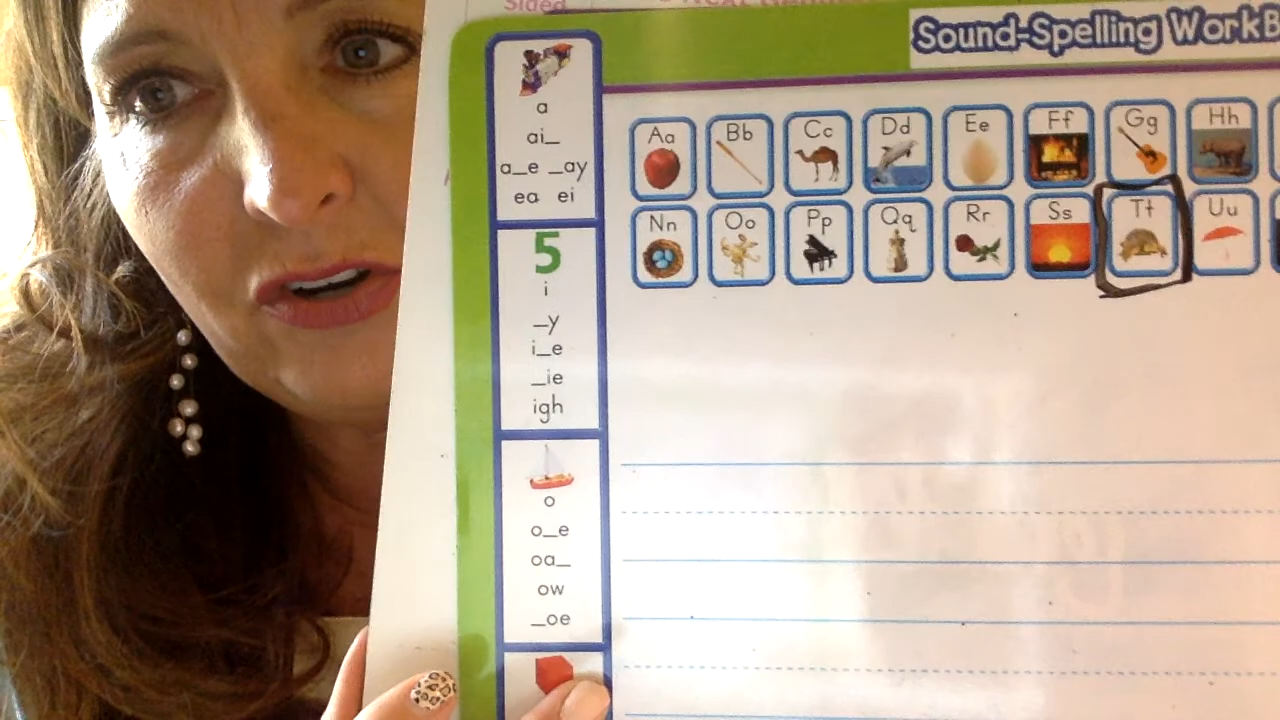 Sided
Sound-Spelling WorkB
a
ai_
a_e _ay
ea ei
5
i
_y
i_e
_ie
igh
o
o_e
oa_
ow
_oe
Aa Bb Cc Dd Ee Ff Gg Hh
Nn Oo Pp Qq Rr Ss Tt Uu